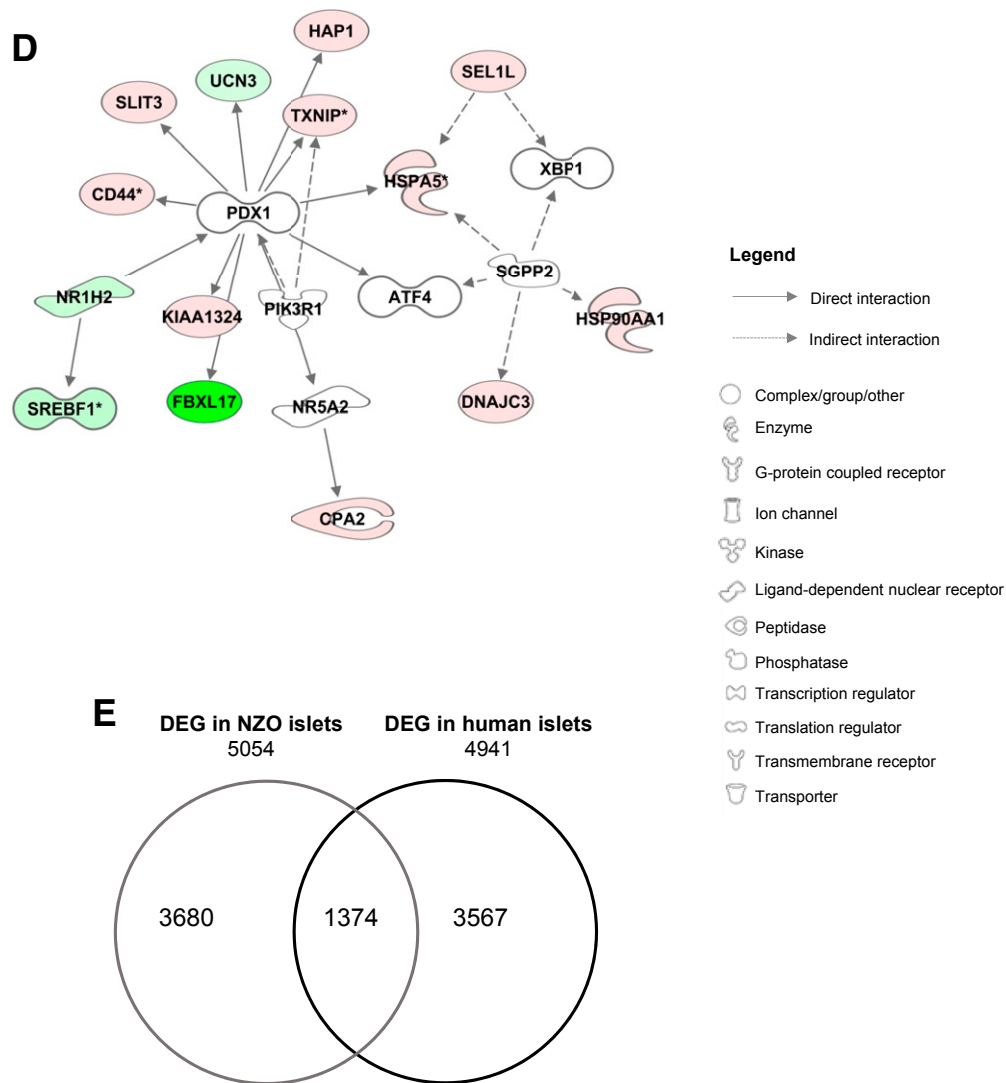 D
HAP1
UCN3
SEL1L
SLIT3
TXNIP*
HSPA5*
XBP1
CD44*
PDX1
SGPP2
NR1H2
KIAA1324
PIK3R1
ATF4
HSP90AA1
SREBF1*
FBXL17
NR5A2
DNAJC3
CPA2
Legend
Direct interaction
Indirect interaction
Complex/group/other
Enzyme
G-protein coupled receptor
Ion channel
Kinase
Ligand-dependent nuclear receptor
Peptidase
Phosphatase
Transcription regulator
Translation regulator
Transmembrane receptor
Transporter
E
DEG in NZO islets
5054
DEG in human islets
4941
3680
1374
3567